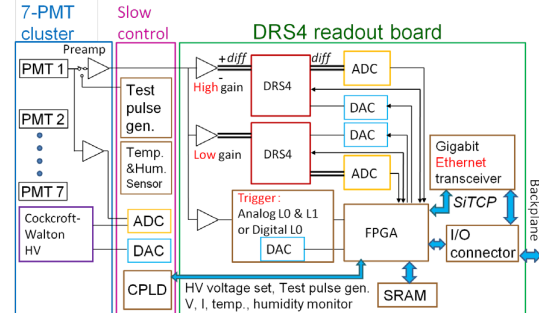 7-PMT
cluster
Slow
control
DRS4 readout board
Preamp
PMT 1
PMT 2
PMT 7
Cockcroft-
Walton
HV
Test
pulse
gen.
Temp.
&Hum.
Sensor
ADC
DAC
CPLD
+ diff
-
High gain
DRS4
diff
ADC
DAC
Low gain
DRS4
DAC
ADC
Trigger:
Analog L0 & L1
or Digital L0
DAC
FPGA
Gigabit
Ethernet
transceiver
SiTCP
I/O
connector
Backplane
SRAM
HV voltage set, Test pulse gen.
V, I, temp., humidity monitor